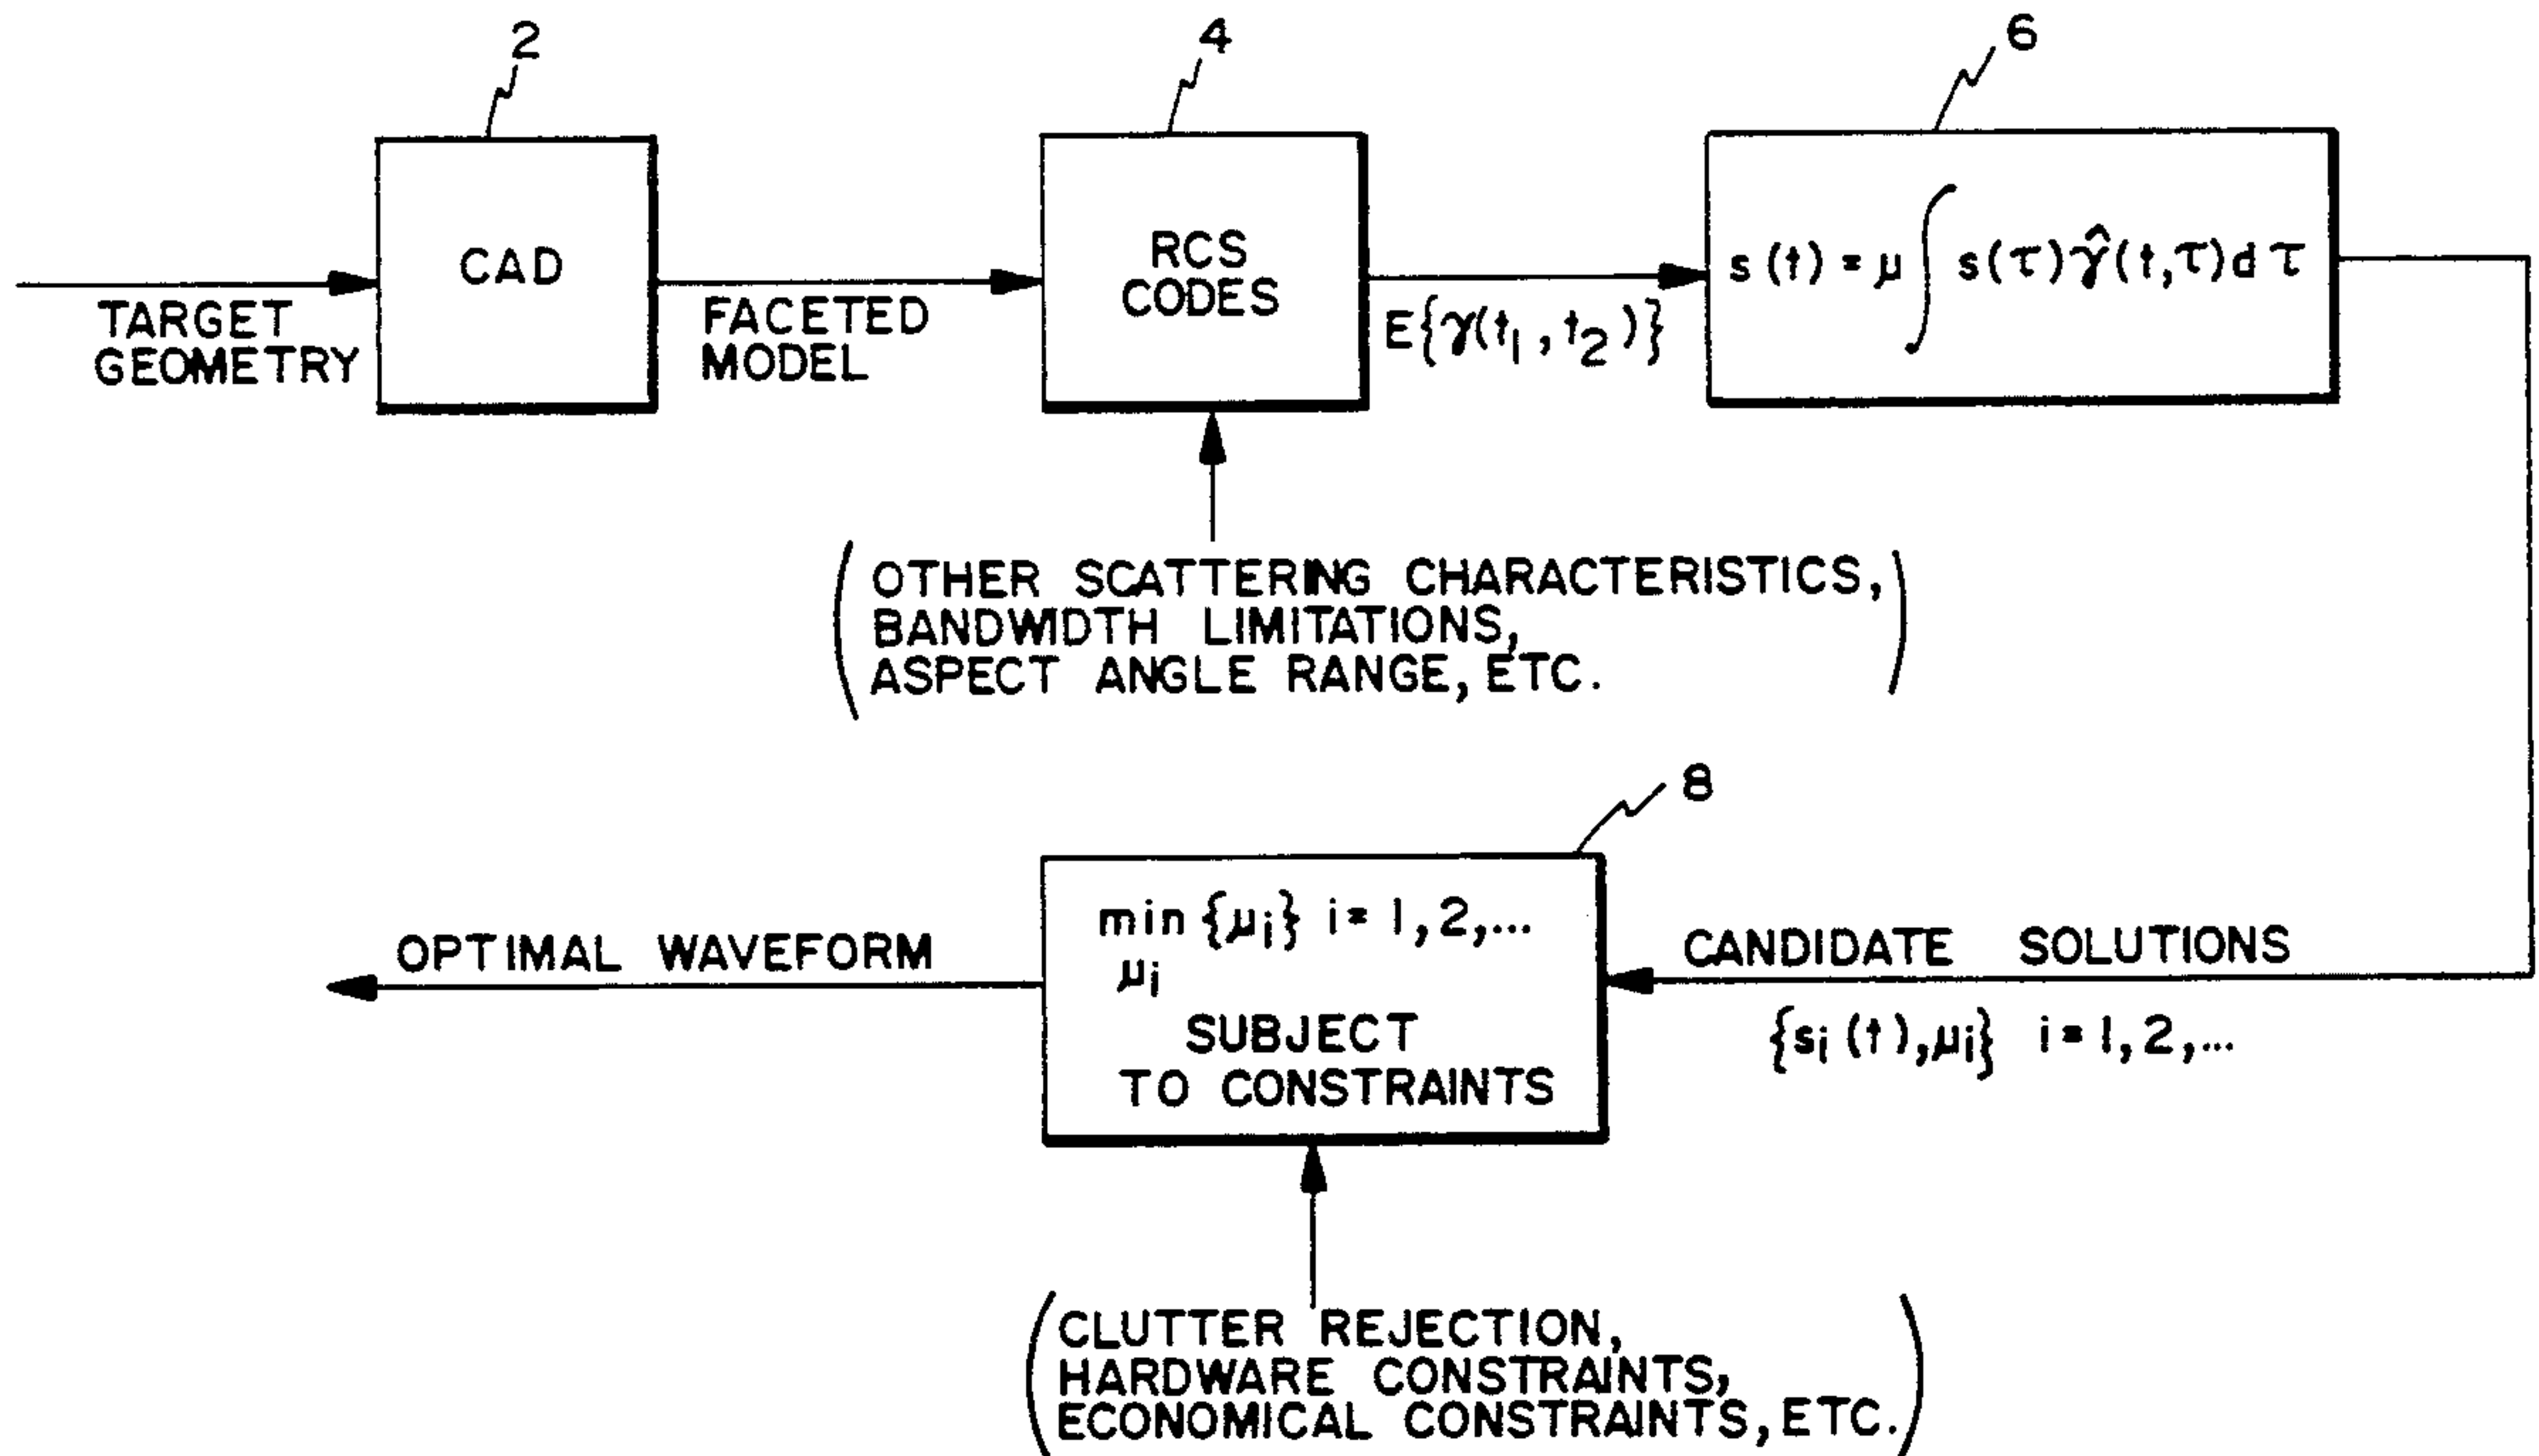 2
4
6
CAD
RCS
CODES
s(t) = μ ∫ s(τ) γ̂(t,τ) dτ
TARGET
GEOMETRY
FACETED
MODEL
E{γ(t₁, t₂)}
(OTHER SCATTERING CHARACTERISTICS,
BANDWIDTH LIMITATIONS,
ASPECT ANGLE RANGE, ETC.)
8
min {μᵢ} i = 1, 2, ...
μᵢ
SUBJECT
TO CONSTRAINTS
OPTIMAL WAVEFORM
CANDIDATE SOLUTIONS
{sᵢ(t), μᵢ} i = 1, 2, ...
(CLUTTER REJECTION,
HARDWARE CONSTRAINTS,
ECONOMICAL CONSTRAINTS, ETC.)